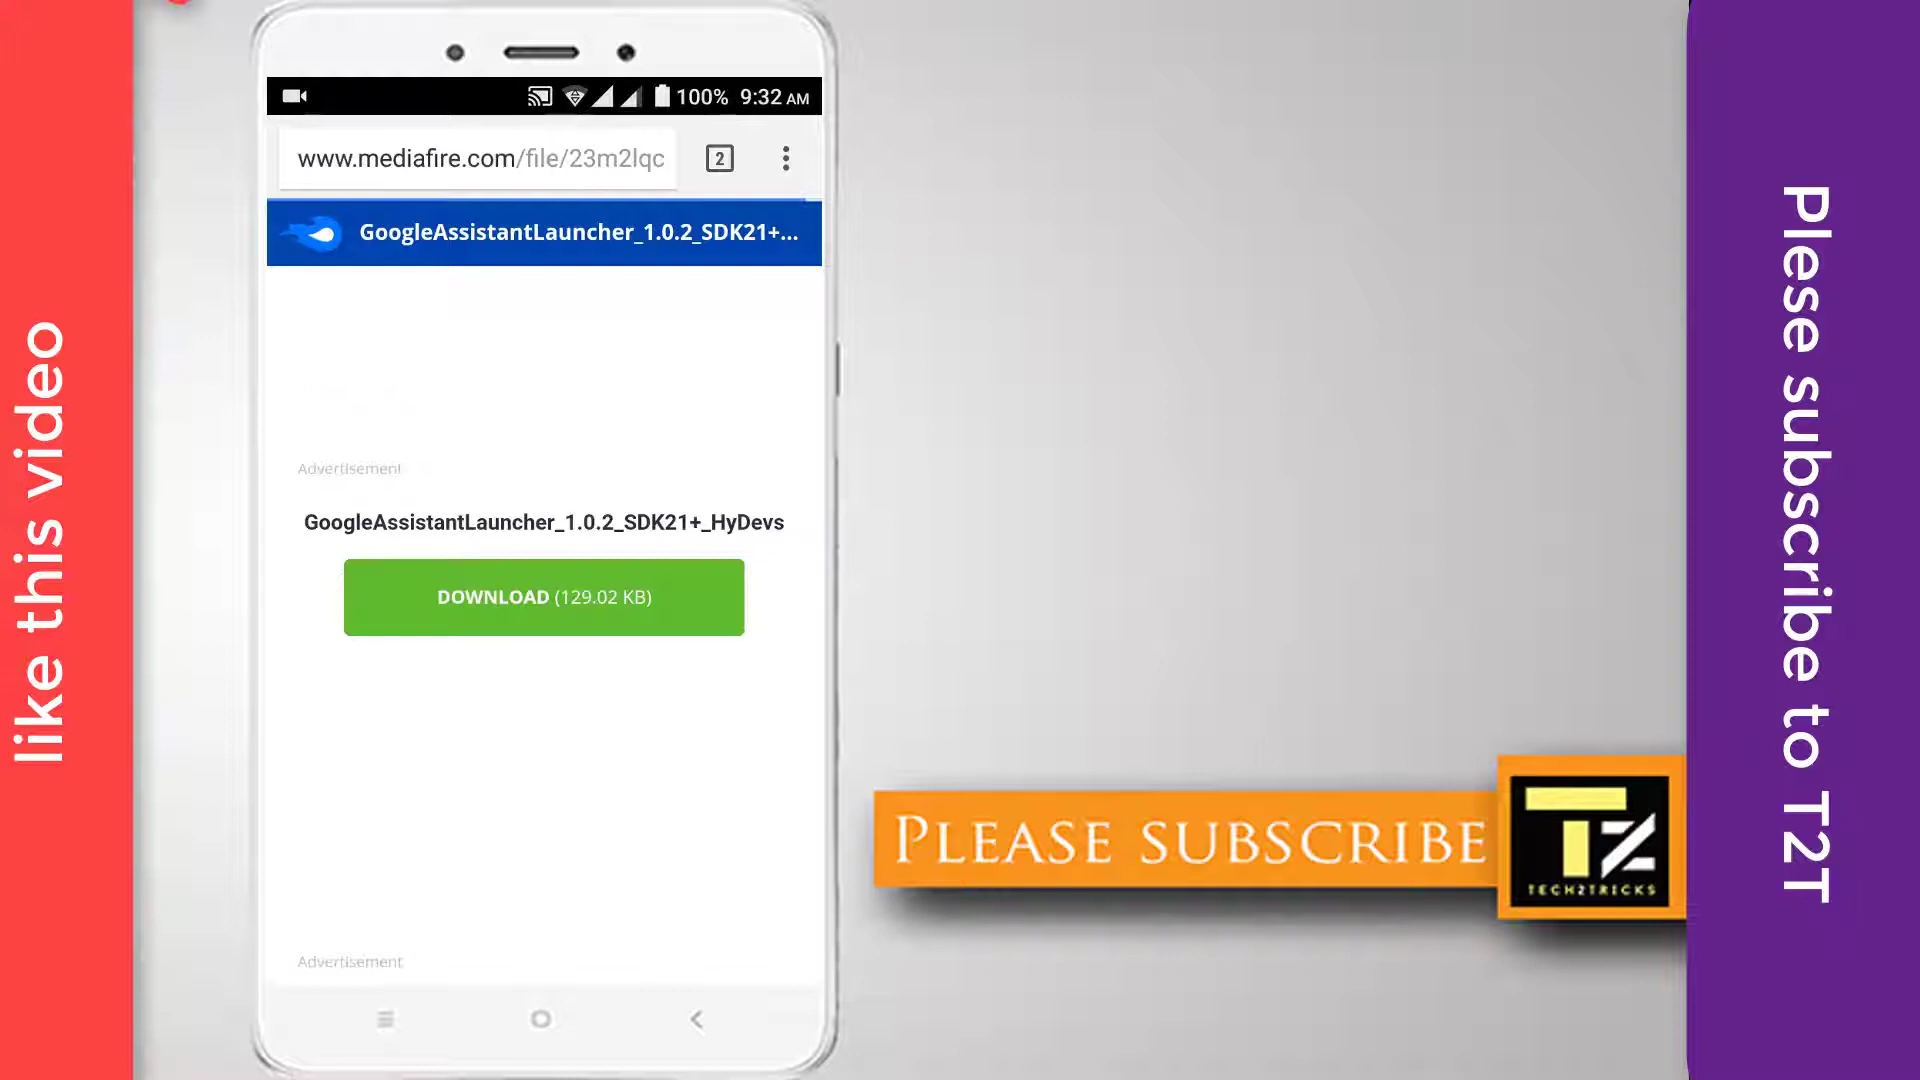 like this video
100% 9:32 AM
www.mediafire.com/file/23m2lqc
2
GoogleAssistantLauncher_1.0.2_SDK21+...
Advertisement
GoogleAssistantLauncher_1.0.2_SDK21+_HyDevs
DOWNLOAD (129.02 KB)
Advertisement
PLEASE SUBSCRIBE
TZ
TECH2TRICKS
Plese subscribe to T2T